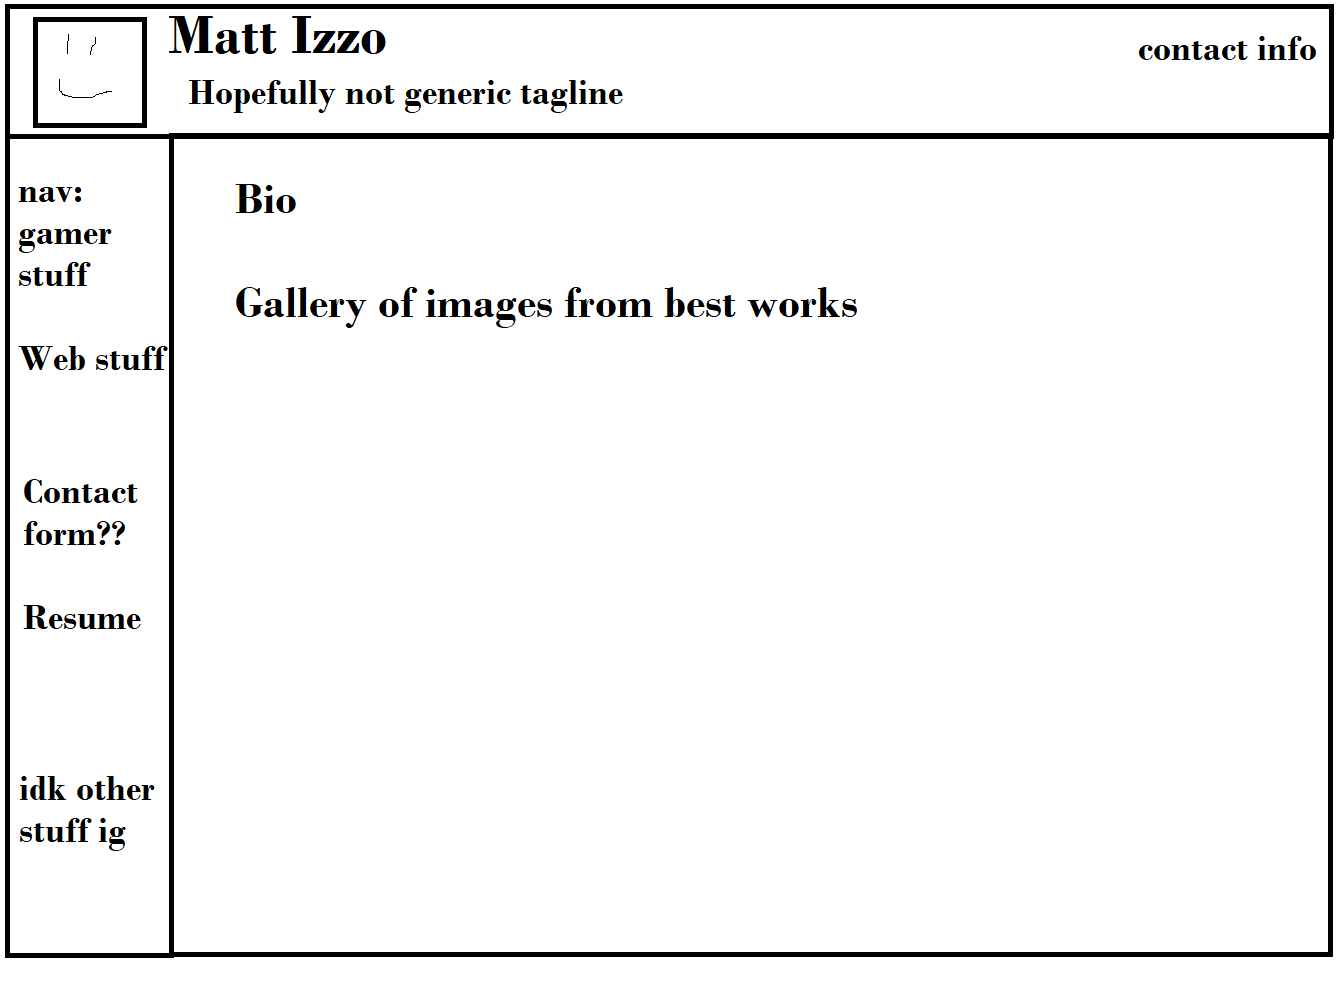 Matt Izzo
Hopefully not generic tagline
contact info
nav:
gamer
stuff
Web stuff
Contact
form??
Resume
idk other
stuff ig
Bio
Gallery of images from best works